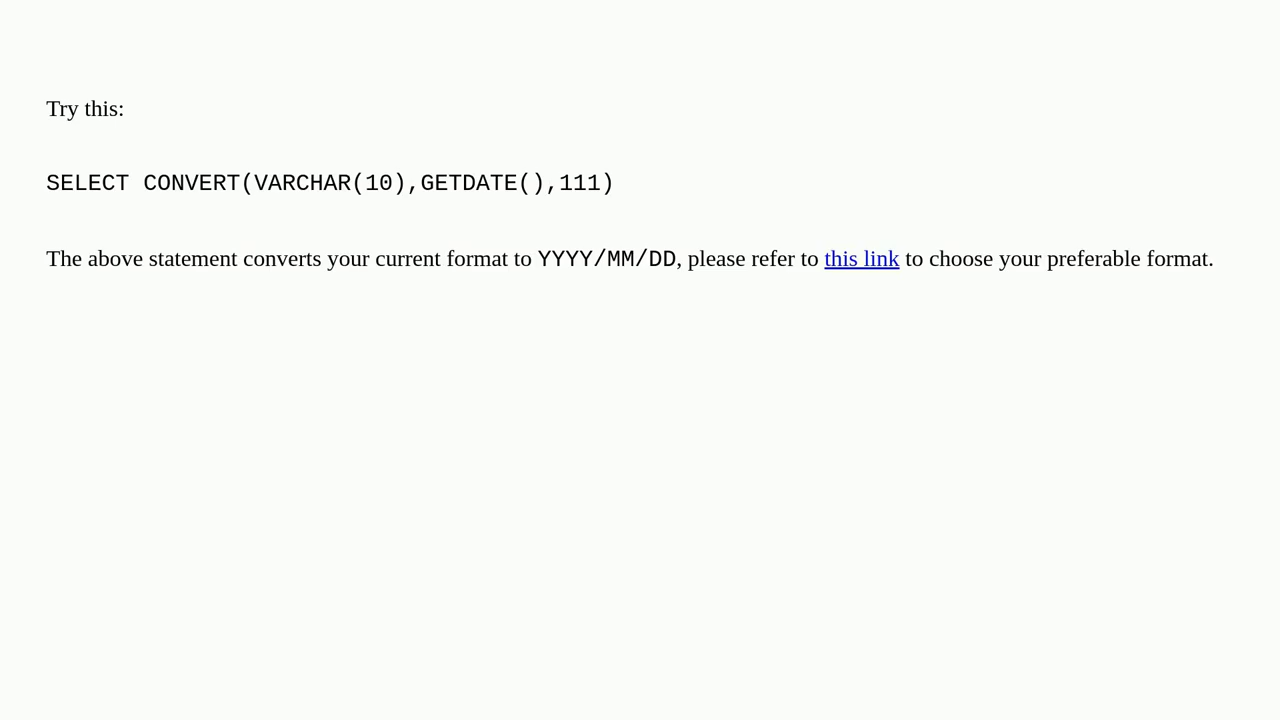 Try this:
SELECT CONVERT(VARCHAR(10),GETDATE(),111)
The above statement converts your current format to YYYY/MM/DD, please refer to this link to choose your preferable format.